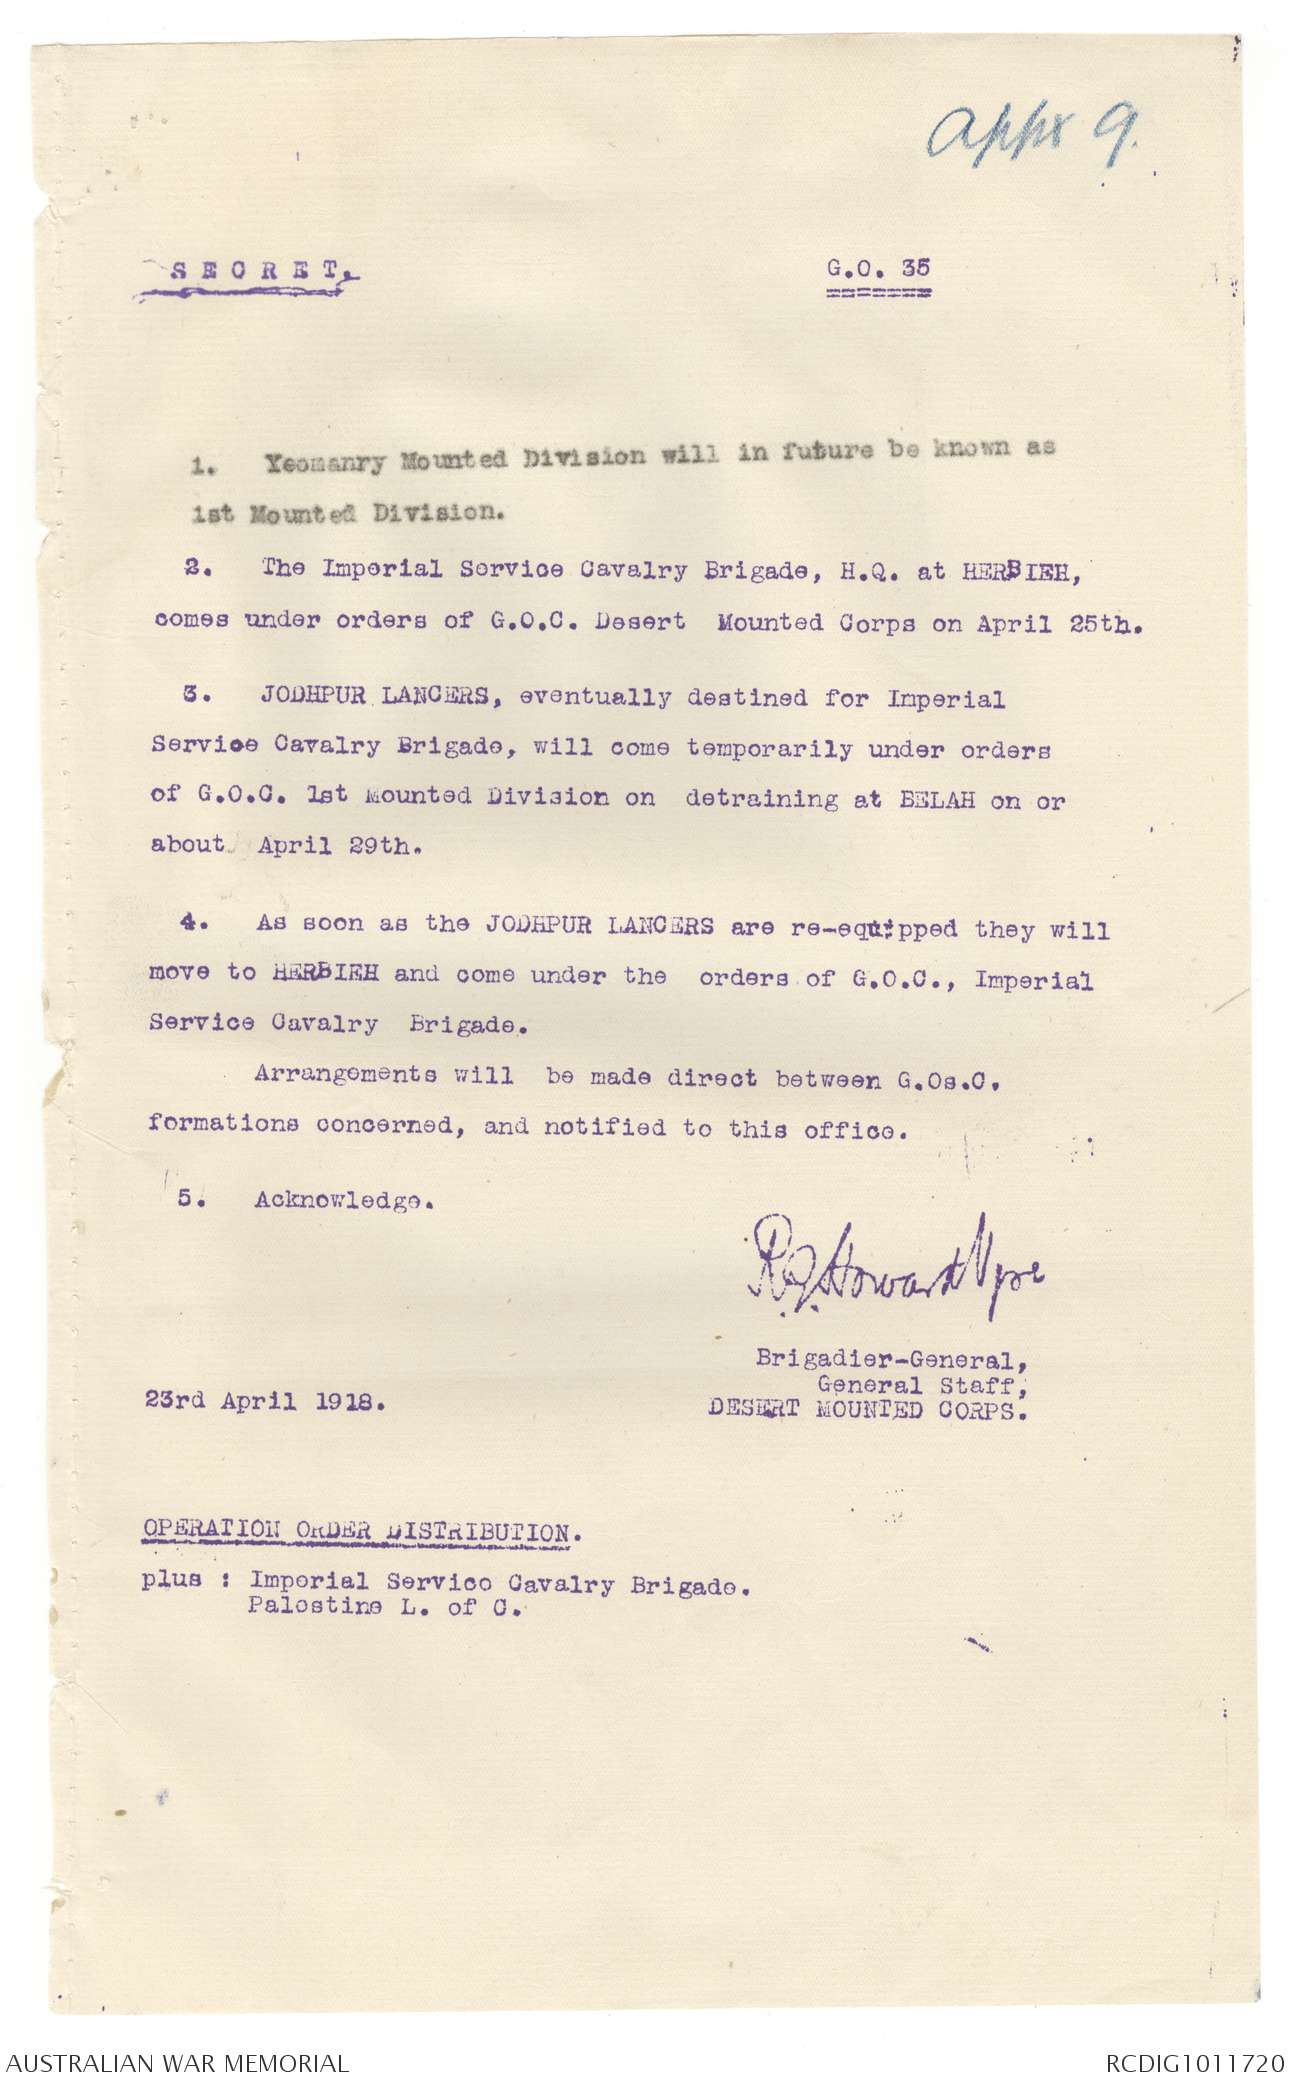 appx 9.
SECRET.
G.O. 35
1. Yeomanry Mounted Division will in future be known as
1st Mounted Division.
2. The Imperial Service Cavalry Brigade, H.Q. at HERBIEH,
comes under orders of G.O.C. Desert Mounted Corps on April 25th.
3. JODHPUR LANCERS, eventually destined for Imperial
Service Cavalry Brigade, will come temporarily under orders
of G.O.C. 1st Mounted Division on detraining at BELAH on or
about April 29th.
4. As soon as the JODHPUR LANCERS are re-equipped they will
move to HERBIEH and come under the orders of G.O.C., Imperial
Service Cavalry Brigade.
Arrangements will be made direct between G.Os.C.
formations concerned, and notified to this office.
5. Acknowledge.
R.G. Howard Vyse
Brigadier-General,
General Staff,
DESERT MOUNTED CORPS.
23rd April 1918.
OPERATION ORDER DISTRIBUTION.
plus : Imperial Service Cavalry Brigade.
Palestine L. of C.
AUSTRALIAN WAR MEMORIAL
RCDIG1011720